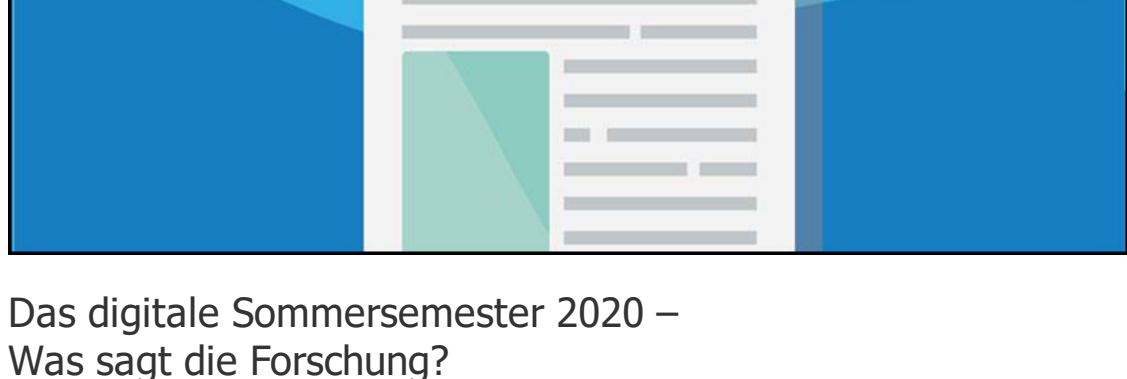 Das digitale Sommersemester 2020 –
Was sagt die Forschung?